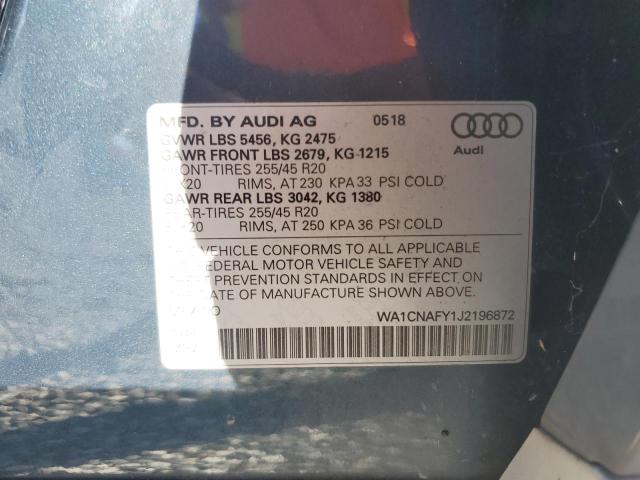 MFD. BY AUDI AG 0518
GVWR LBS 5456, KG 2475
GAWR FRONT LBS 2679, KG 1215
FRONT-TIRES 255/45 R20
RIMS, AT 230 KPA 33 PSI COLD
GAWR REAR LBS 3042, KG 1380
REAR-TIRES 255/45 R20
RIMS, AT 250 KPA 36 PSI COLD
THIS VEHICLE CONFORMS TO ALL APPLICABLE
FEDERAL MOTOR VEHICLE SAFETY AND
THEFT PREVENTION STANDARDS IN EFFECT ON
THE DATE OF MANUFACTURE SHOWN ABOVE.
WA1CNAFY1J2196872
Audi